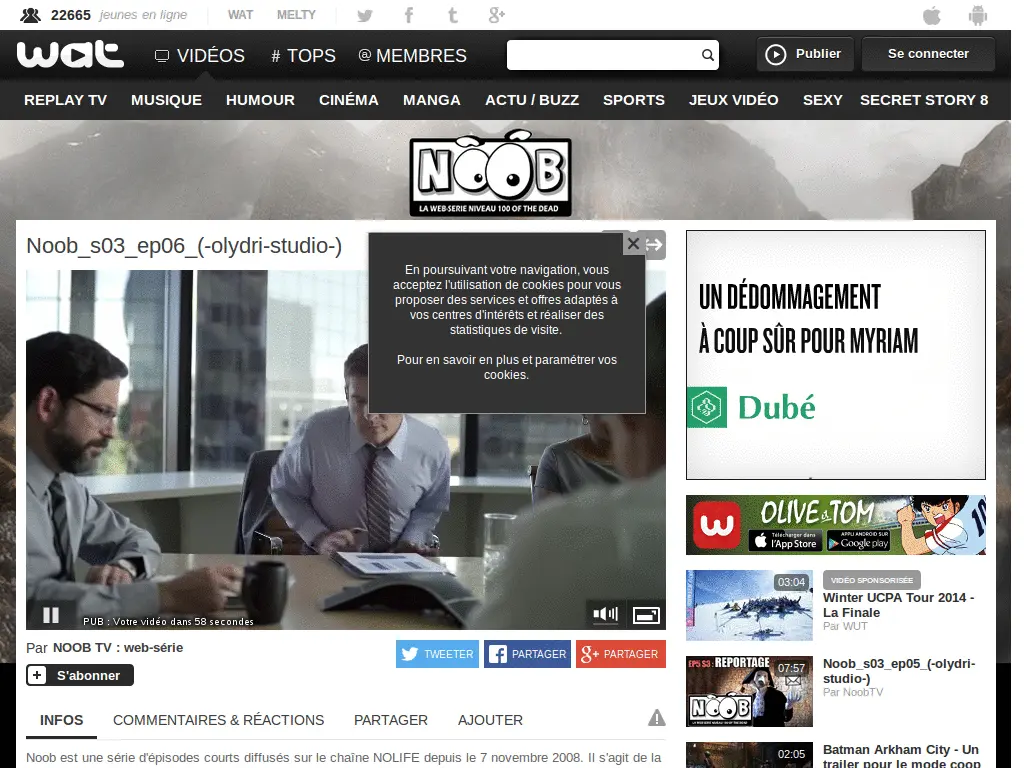 22665 jeunes en ligne WAT MELTY
wat VIDÉOS # TOPS @ MEMBRES Publier Se connecter
REPLAY TV MUSIQUE HUMOUR CINÉMA MANGA ACTU / BUZZ SPORTS JEUX VIDÉO SEXY SECRET STORY 8
NOOB
LA WEB-SERIE NIVEAU 100 OF THE DEAD
Noob_s03_ep06_(-olydri-studio-)
En poursuivant votre navigation, vous
acceptez l'utilisation de cookies pour vous
proposer des services et offres adaptés à
vos centres d'intérêts et réaliser des
statistiques de visite.
Pour en savoir en plus et paramétrer vos
cookies.
PUB : Votre vidéo dans 58 secondes
Par NOOB TV : web-série
TWEETER PARTAGER PARTAGER
S'abonner
INFOS COMMENTAIRES & RÉACTIONS PARTAGER AJOUTER
Noob est une série d'épisodes courts diffusés sur le chaîne NOLIFE depuis le 7 novembre 2008. Il s'agit de la
UN DÉDOMMAGEMENT
À COUP SÛR POUR MYRIAM
Dubé
OLIVE et TOM
Télécharger dans
l'App Store
APPLI ANDROID SUR
Google play
10
03:04
VIDÉO SPONSORISÉE
Winter UCPA Tour 2014 -
La Finale
Par WUT
EP5 S3 : REPORTAGE
07:57
NOOB
Noob_s03_ep05_(-olydri-
studio-)
Par NoobTV
02:05
Batman Arkham City - Un
trailer pour le mode coop